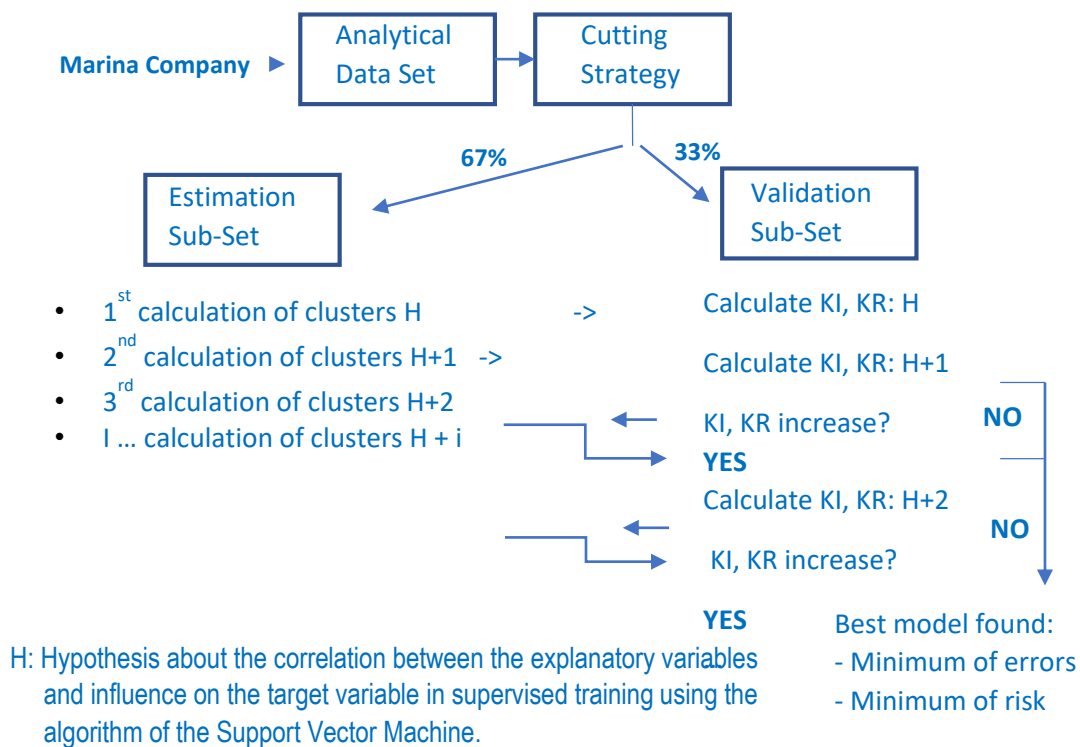 Analytical
Data Set
Cutting
Strategy
Marina Company
67%
33%
Estimation
Sub-Set
Validation
Sub-Set
• 1st calculation of clusters H ->
Calculate KI, KR: H
• 2nd calculation of clusters H+1 ->
Calculate KI, KR: H+1
• 3rd calculation of clusters H+2
• I ... calculation of clusters H + i
KI, KR increase?
NO
YES
Calculate KI, KR: H+2
NO
KI, KR increase?
YES
Best model found:
- Minimum of errors
- Minimum of risk
H: Hypothesis about the correlation between the explanatory variables
and influence on the target variable in supervised training using the
algorithm of the Support Vector Machine.